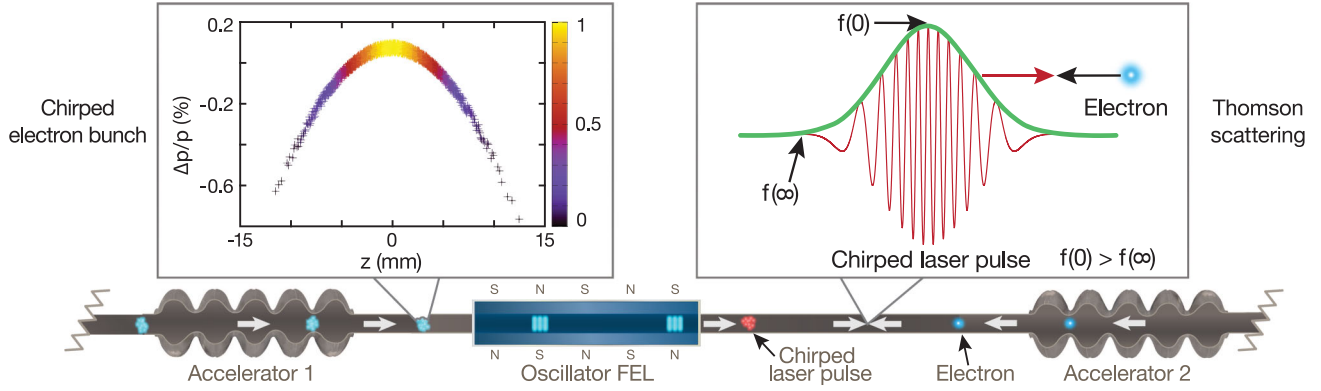 Chirped
electron bunch
Δp/p (%)
0.2
-0.2
-0.6
1
0.5
0
-15
0
15
z (mm)
f(0)
f(∞)
Electron
Chirped laser pulse f(0) > f(∞)
Thomson
scattering
S N S N S
N S N S N
Accelerator 1
Oscillator FEL
Chirped
laser pulse
Electron
Accelerator 2